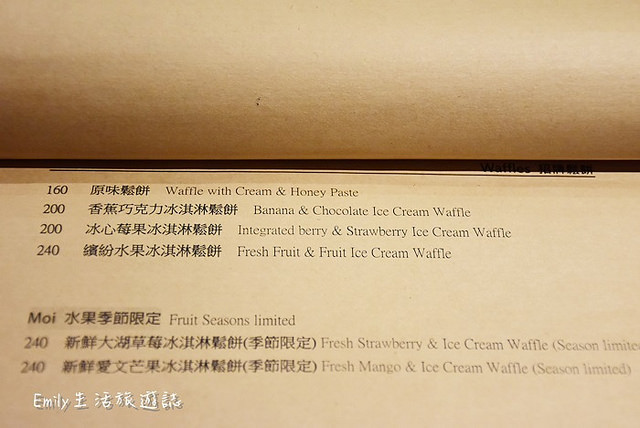 Waffles 招牌鬆餅
160 原味鬆餅 Waffle with Cream & Honey Paste
200 香蕉巧克力冰淇淋鬆餅 Banana & Chocolate Ice Cream Waffle
200 冰心莓果冰淇淋鬆餅 Integrated berry & Strawberry Ice Cream Waffle
240 繽紛水果冰淇淋鬆餅 Fresh Fruit & Fruit Ice Cream Waffle
Moi 水果季節限定 Fruit Seasons limited
240 新鮮大湖草莓冰淇淋鬆餅(季節限定) Fresh Strawberry & Ice Cream Waffle (Season limite
240 新鮮愛文芒果冰淇淋鬆餅(季節限定) Fresh Mango & Ice Cream Waffle (Season limited)
Emily生活旅遊誌